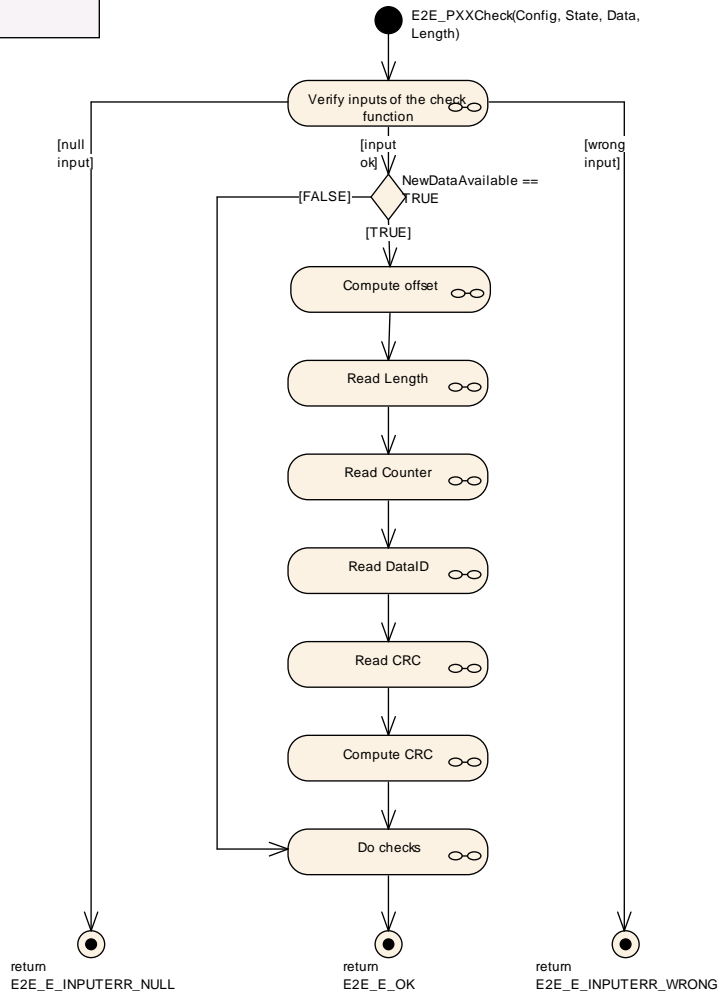 E2E_PXXCheck(Config, State, Data,
Length)
Verify inputs of the check
function
[null
input]
[input
ok]
[wrong
input]
NewDataAvailable ==
TRUE
[FALSE]
[TRUE]
Compute offset
Read Length
Read Counter
Read DataID
Read CRC
Compute CRC
Do checks
return
E2E_E_INPUTERR_NULL
return
E2E_E_OK
return
E2E_E_INPUTERR_WRONG